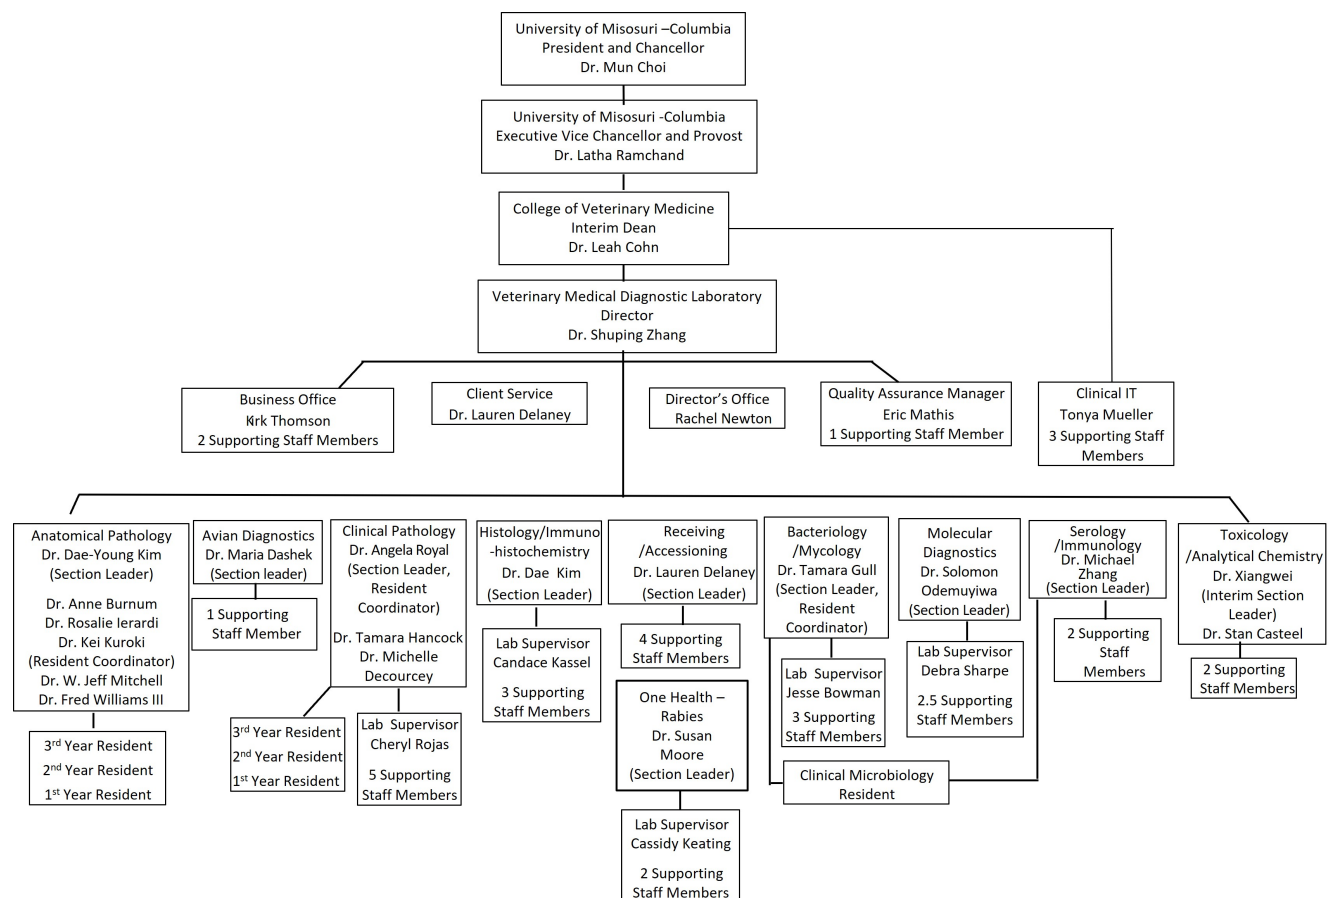 University of Misosuri –Columbia
President and Chancellor
Dr. Mun Choi
University of Misosuri -Columbia
Executive Vice Chancellor and Provost
Dr. Latha Ramchand
College of Veterinary Medicine
Interim Dean
Dr. Leah Cohn
Veterinary Medical Diagnostic Laboratory
Director
Dr. Shuping Zhang
Business Office
Kirk Thomson
2 Supporting Staff Members
Client Service
Dr. Lauren Delaney
Director’s Office
Rachel Newton
Quality Assurance Manager
Eric Mathis
1 Supporting Staff Member
Clinical IT
Tonya Mueller
3 Supporting Staff
Members
Anatomical Pathology
Dr. Dae-Young Kim
(Section Leader)
Dr. Anne Burnum
Dr. Rosalie Ierardi
Dr. Kei Kuroki
(Resident Coordinator)
Dr. W. Jeff Mitchell
Dr. Fred Williams III
3rd Year Resident
2nd Year Resident
1st Year Resident
Avian Diagnostics
Dr. Maria Dashek
(Section leader)
1 Supporting
Staff Member
Clinical Pathology
Dr. Angela Royal
(Section Leader,
Resident
Coordinator)
Dr. Tamara Hancock
Dr. Michelle
Decourcey
3rd Year Resident
2nd Year Resident
1st Year Resident
Lab Supervisor
Cheryl Rojas
5 Supporting
Staff Members
Histology/Immuno
-histochemistry
Dr. Dae Kim
(Section Leader)
Lab Supervisor
Candace Kassel
3 Supporting
Staff Members
Receiving
/Accessioning
Dr. Lauren Delaney
(Section Leader)
4 Supporting
Staff Members
One Health –
Rabies
Dr. Susan
Moore
(Section Leader)
Lab Supervisor
Cassidy Keating
2 Supporting
Staff Members
Bacteriology
/Mycology
Dr. Tamara Gull
(Section Leader,
Resident
Coordinator)
Lab Supervisor
Jesse Bowman
3 Supporting
Staff Members
Clinical Microbiology
Resident
Molecular
Diagnostics
Dr. Solomon
Odemuyiwa
(Section Leader)
Lab Supervisor
Debra Sharpe
2.5 Supporting
Staff Members
Serology
/Immunology
Dr. Michael
Zhang
(Section Leader)
2 Supporting
Staff
Members
Toxicology
/Analytical Chemistry
Dr. Xiangwei
(Interim Section
Leader)
Dr. Stan Casteel
2 Supporting
Staff Members